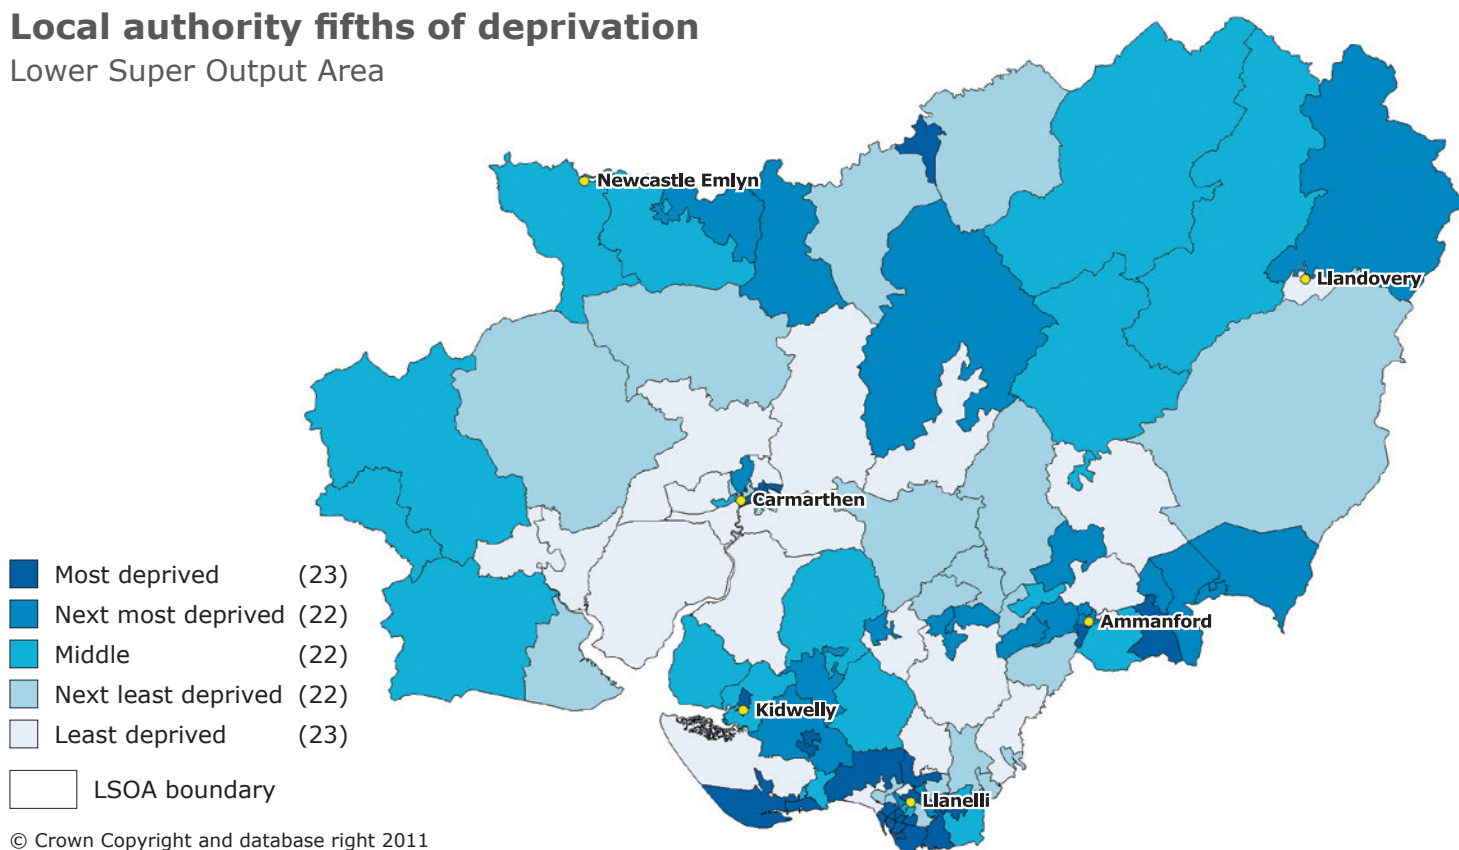 Local authority fifths of deprivation
Lower Super Output Area
Newcastle Emlyn
Llandovery
Carmarthen
Most deprived (23)
Next most deprived (22)
Ammanford
Middle (22)
Next least deprived (22)
Kidwelly
Least deprived (23)
LSOA boundary
Llanelli
© Crown Copyright and database right 2011